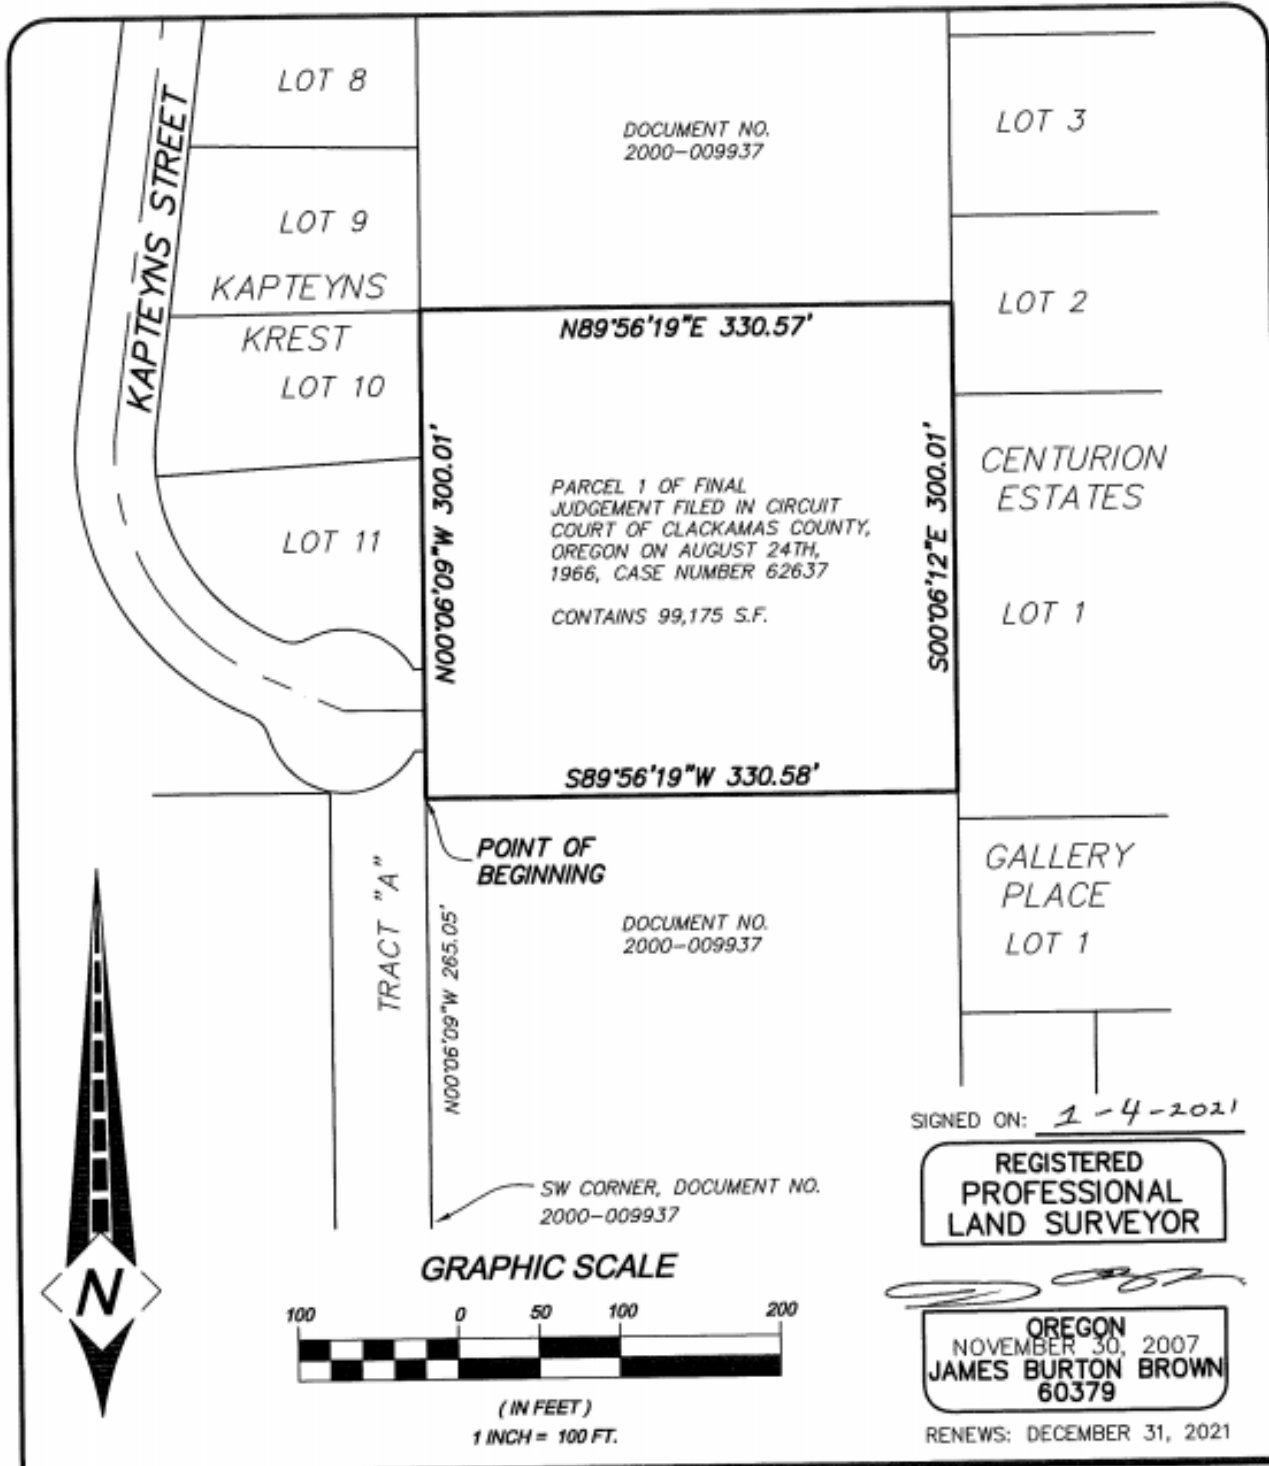 LOT 8
DOCUMENT NO.
2000-009937
LOT 3
KAPTEYNS STREET
LOT 9
KAPTEYNS
KREST
LOT 10
LOT 2
N89°56'19"E 330.57'
N00°06'09"W 300.01'
PARCEL 1 OF FINAL
JUDGEMENT FILED IN CIRCUIT
COURT OF CLACKAMAS COUNTY,
OREGON ON AUGUST 24TH,
1966, CASE NUMBER 62637
CONTAINS 99,175 S.F.
S00°06'12"E 300.01'
CENTURION
ESTATES
LOT 11
LOT 1
S89°56'19"W 330.58'
POINT OF
BEGINNING
TRACT "A"
N00°06'09"W 265.05'
DOCUMENT NO.
2000-009937
GALLERY
PLACE
LOT 1
SW CORNER, DOCUMENT NO.
2000-009937
N
GRAPHIC SCALE
100 0 50 100 200
( IN FEET )
1 INCH = 100 FT.
SIGNED ON: 1-4-2021
REGISTERED
PROFESSIONAL
LAND SURVEYOR
OREGON
NOVEMBER 30, 2007
JAMES BURTON BROWN
60379
RENEWS: DECEMBER 31, 2021